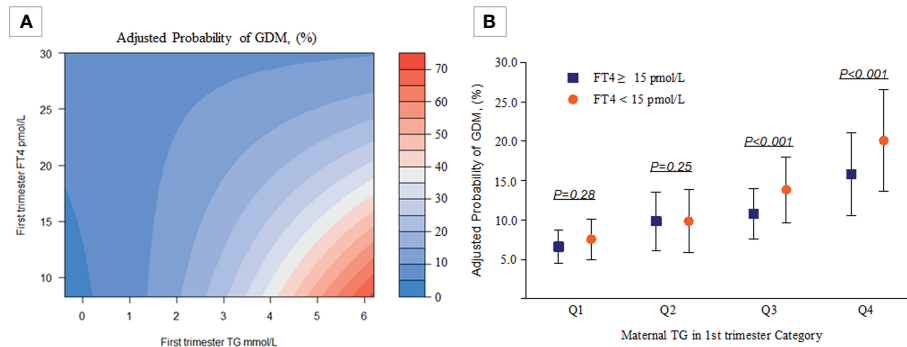 A
Adjusted Probability of GDM, (%)
First trimester FT4 pmol/L
30
25
20
15
10
0 1 2 3 4 5 6
First trimester TG mmol/L
70
60
50
40
30
20
10
0
B
Adjusted Probability of GDM, (%)
30.0
25.0
20.0
15.0
10.0
5.0
FT4 ≥ 15 pmol/L
FT4 < 15 pmol/L
P=0.28
P=0.25
P<0.001
P<0.001
Q1 Q2 Q3 Q4
Maternal TG in 1st trimester Category